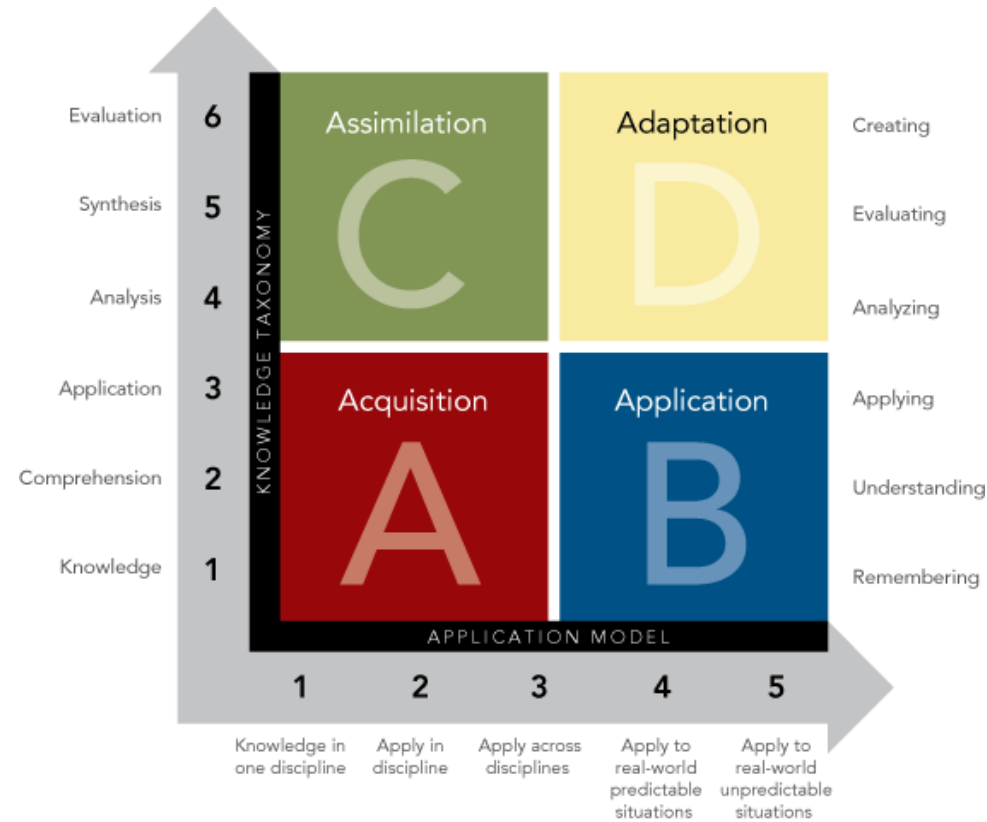 Evaluation 6 Assimilation Adaptation Creating
C D
Synthesis 5 Evaluating
Analysis 4 Analyzing
KNOWLEDGE TAXONOMY
Application 3 Acquisition Application Applying
A B
Comprehension 2 Understanding
Knowledge 1 Remembering
APPLICATION MODEL
1 2 3 4 5
Knowledge in
one discipline
Apply in
discipline
Apply across
disciplines
Apply to
real-world
predictable
situations
Apply to
real-world
unpredictable
situations